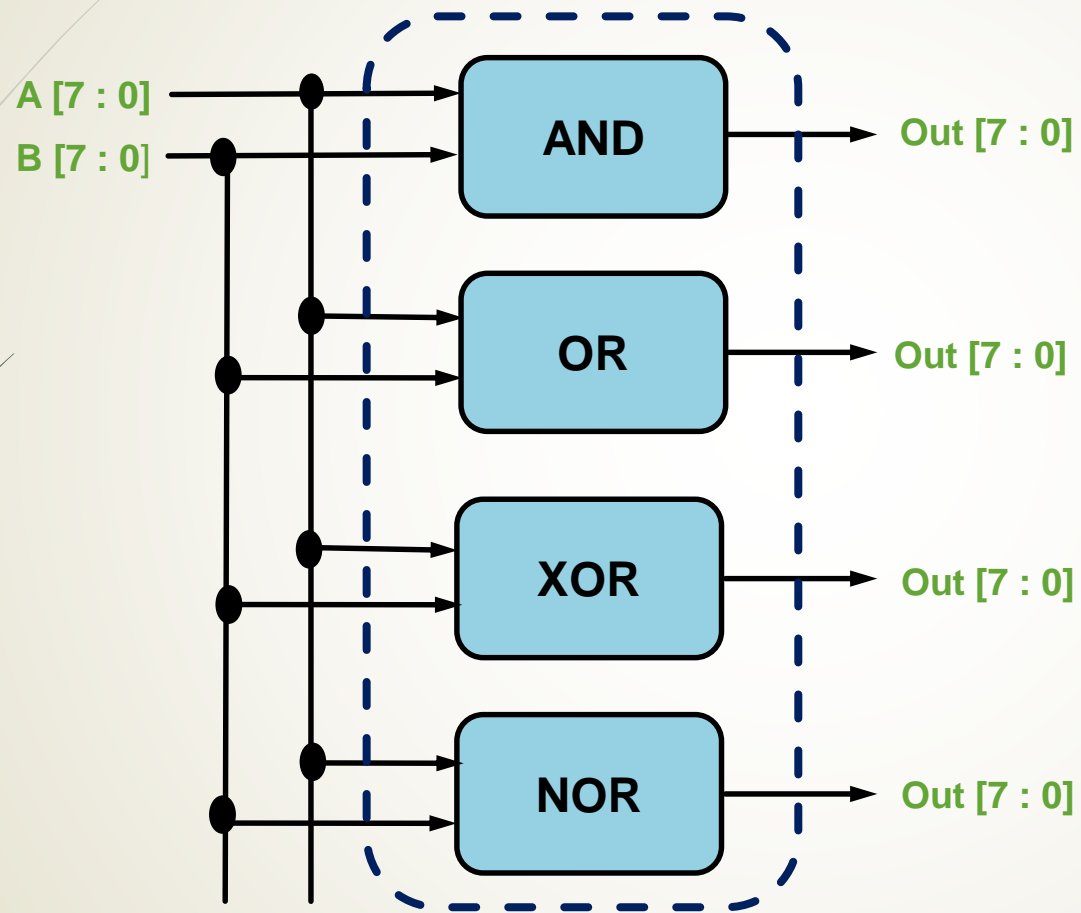 A [7 : 0]
B [7 : 0]
AND
Out [7 : 0]
OR
Out [7 : 0]
XOR
Out [7 : 0]
NOR
Out [7 : 0]